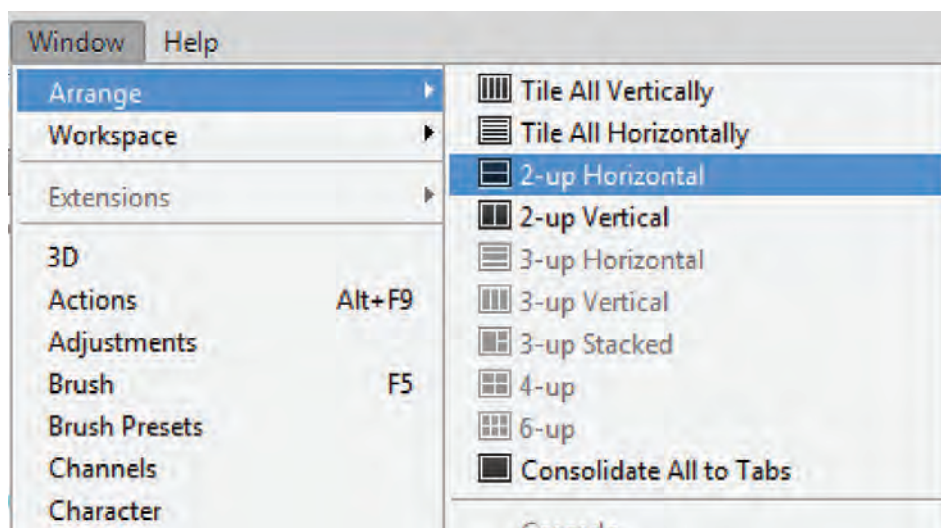 Window Help
Arrange
Workspace
Extensions
3D
Actions Alt+F9
Adjustments
Brush F5
Brush Presets
Channels
Character
Tile All Vertically
Tile All Horizontally
2-up Horizontal
2-up Vertical
3-up Horizontal
3-up Vertical
3-up Stacked
4-up
6-up
Consolidate All to Tabs